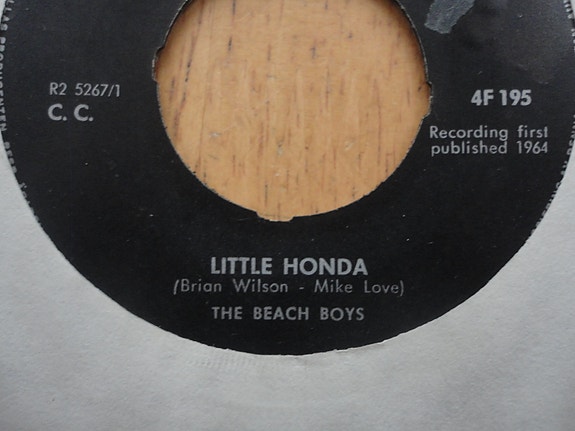 R2 5267/1
C. C.
4F 195
Recording first
published 1964
LITTLE HONDA
(Brian Wilson - Mike Love)
THE BEACH BOYS